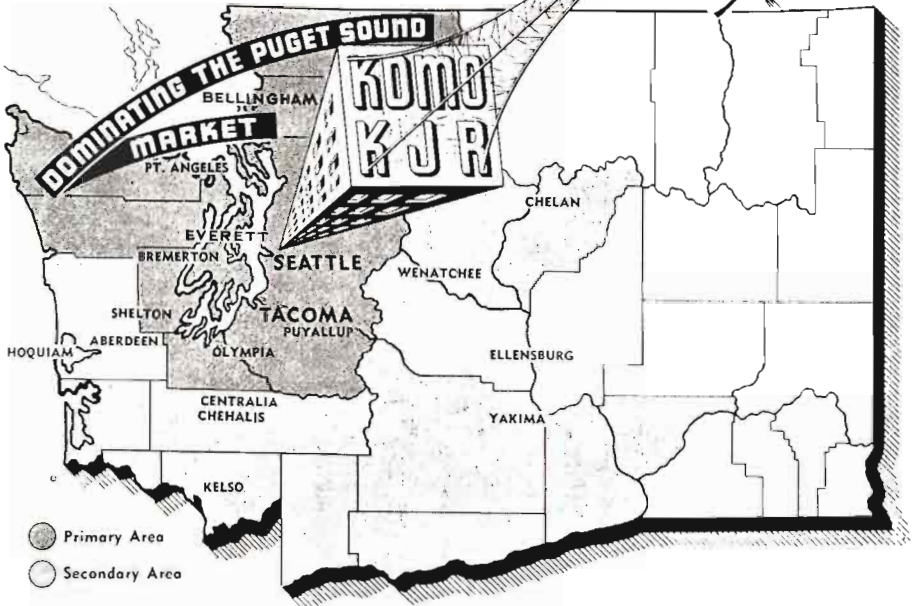 DOMINATING THE PUGET SOUND
MARKET
KOMO
KJR
BELLINGHAM
PT. ANGELES
CHELAN
EVERETT
BREMERTON
SEATTLE
WENATCHEE
SHELTON
TACOMA
PUYALLUP
HOQUIAM
ABERDEEN
OLYMPIA
ELLENSBURG
CENTRALIA
CHEHALIS
YAKIMA
KELSO
Primary Area
Secondary Area